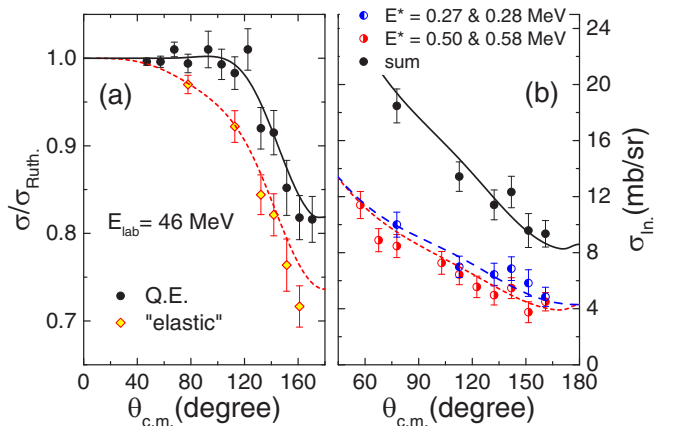 E* = 0.27 & 0.28 MeV
E* = 0.50 & 0.58 MeV
sum
(a)
(b)
1.0
0.9
0.8
0.7
σ/σRuth.
Elab= 46 MeV
Q.E.
"elastic"
0 40 80 120 160
θc.m.(degree)
24
20
16
12
8
4
0
σIn.(mb/sr)
60 90 120 150 180
θc.m.(degree)